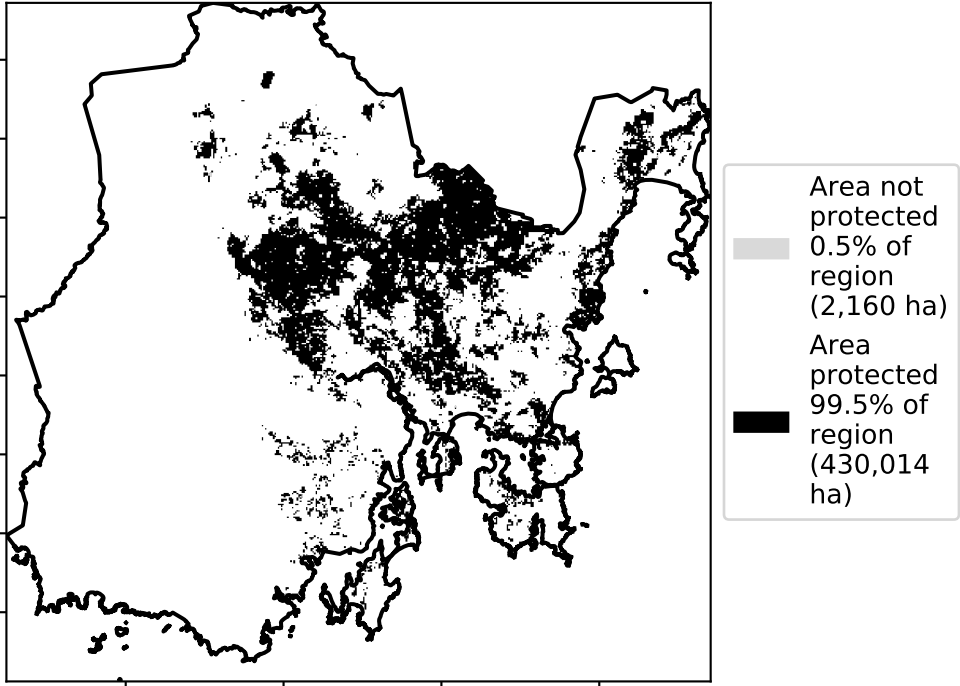 Area not
protected
0.5% of
region
(2,160 ha)
Area
protected
99.5% of
region
(430,014
ha)